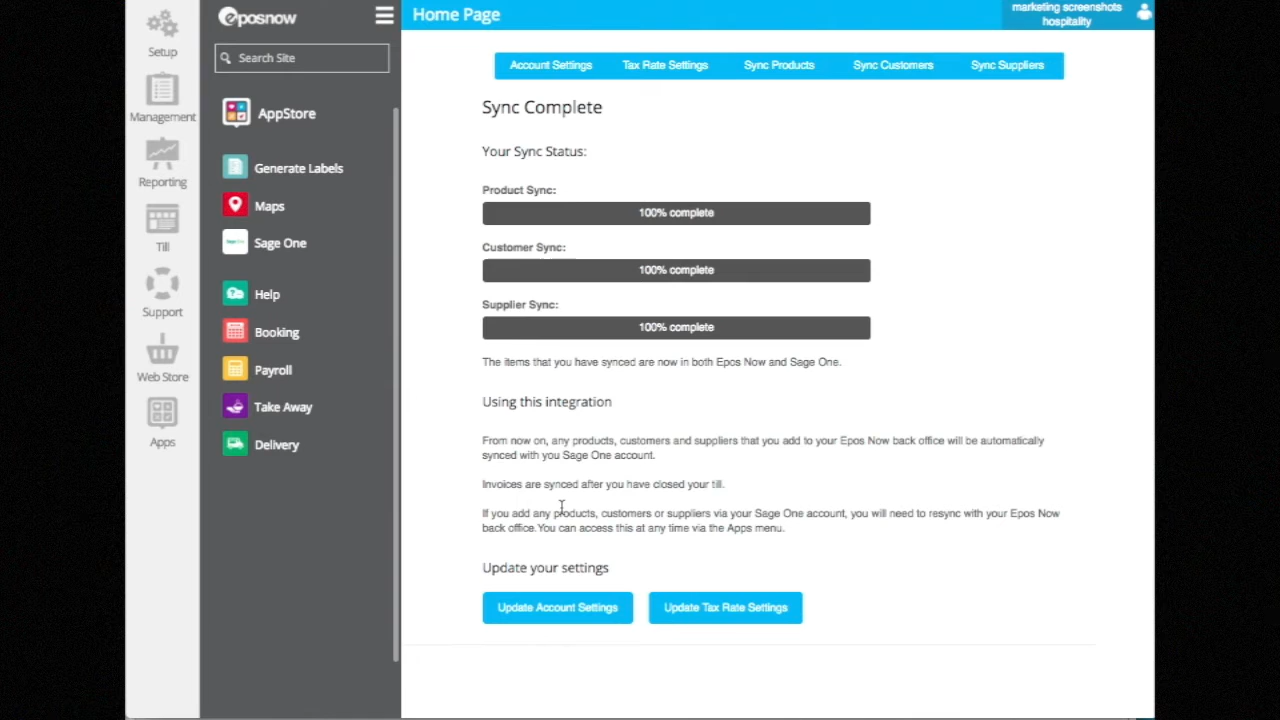 Setup
Management
Reporting
Till
Support
Web Store
Apps
eposnow
Search Site
AppStore
Generate Labels
Maps
Sage One
Help
Booking
Payroll
Take Away
Delivery
Home Page
marketing screenshots
hospitality
Account Settings
Tax Rate Settings
Sync Products
Sync Customers
Sync Suppliers
Sync Complete
Your Sync Status:
Product Sync:
100% complete
Customer Sync:
100% complete
Supplier Sync:
100% complete
The items that you have synced are now in both Epos Now and Sage One.
Using this integration
From now on, any products, customers and suppliers that you add to your Epos Now back office will be automatically
synced with you Sage One account.
Invoices are synced after you have closed your till.
If you add any products, customers or suppliers via your Sage One account, you will need to resync with your Epos Now
back office.You can access this at any time via the Apps menu.
Update your settings
Update Account Settings
Update Tax Rate Settings